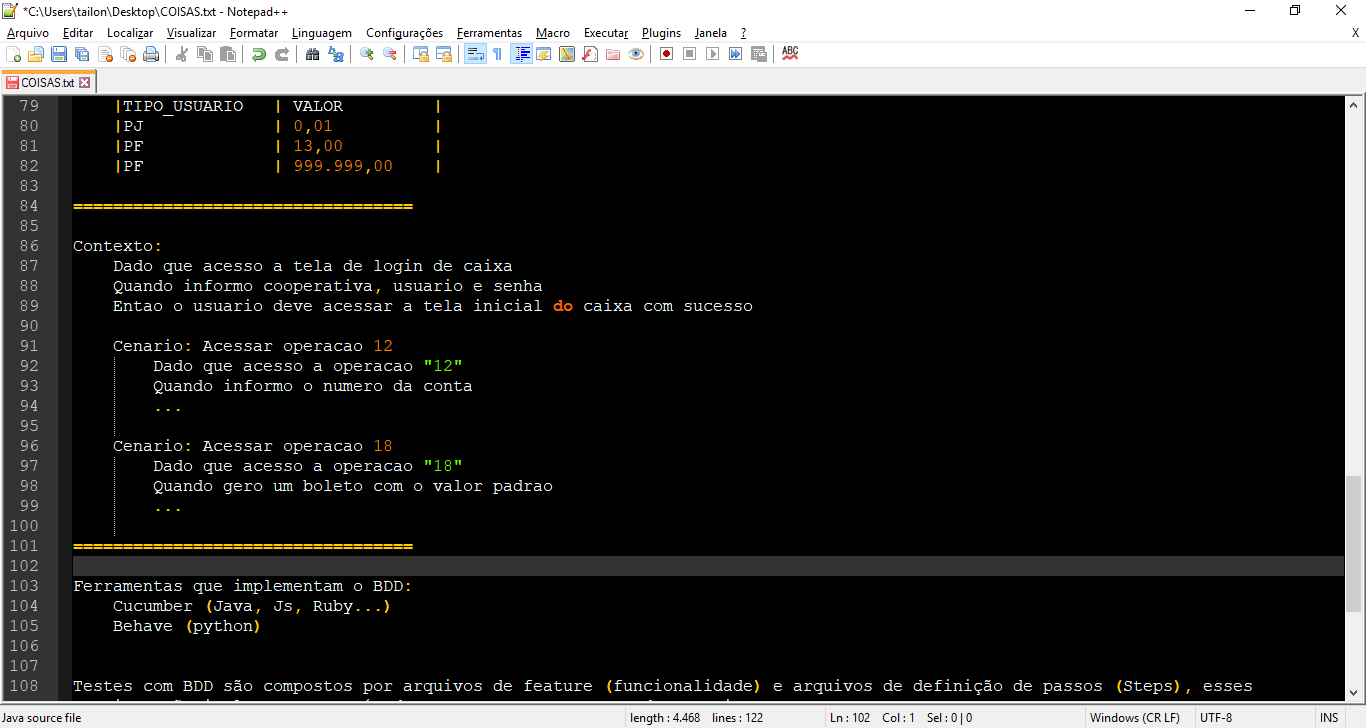 *C:\Users\tailon\Desktop\COISAS.txt - Notepad++
Arquivo Editar Localizar Visualizar Formatar Linguagem Configurações Ferramentas Macro Executar Plugins Janela ? X
ABC
COISAS.txt
79 |TIPO_USUARIO | VALOR |
80 |PJ | 0,01 |
81 |PF | 13,00 |
82 |PF | 999.999,00 |
83
84 ==================================
85
86 Contexto:
87 Dado que acesso a tela de login de caixa
88 Quando informo cooperativa, usuario e senha
89 Entao o usuario deve acessar a tela inicial do caixa com sucesso
90
91 Cenario: Acessar operacao 12
92 Dado que acesso a operacao "12"
93 Quando informo o numero da conta
94 ...
95
96 Cenario: Acessar operacao 18
97 Dado que acesso a operacao "18"
98 Quando gero um boleto com o valor padrao
99 ...
100
101 ==================================
102
103 Ferramentas que implementam o BDD:
104 Cucumber (Java, Js, Ruby...)
105 Behave (python)
106
107
108 Testes com BDD são compostos por arquivos de feature (funcionalidade) e arquivos de definição de passos (Steps), esses
Java source file length : 4.468 lines : 122 Ln : 102 Col : 1 Sel : 0 | 0 Windows (CR LF) UTF-8 INS